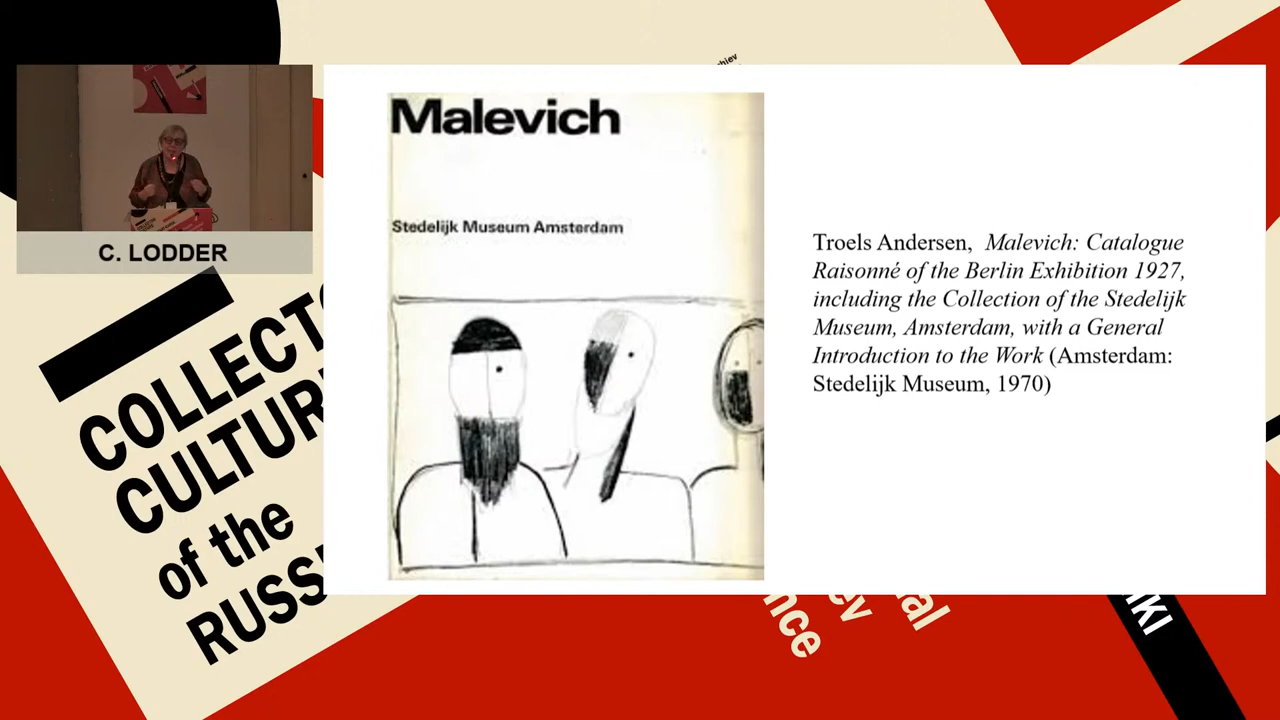 C. LODDER
COLLECT
CULTUR
of the
RUSS
Malevich
Stedelijk Museum Amsterdam
Troels Andersen, Malevich: Catalogue
Raisonné of the Berlin Exhibition 1927,
including the Collection of the Stedelijk
Museum, Amsterdam, with a General
Introduction to the Work (Amsterdam:
Stedelijk Museum, 1970)